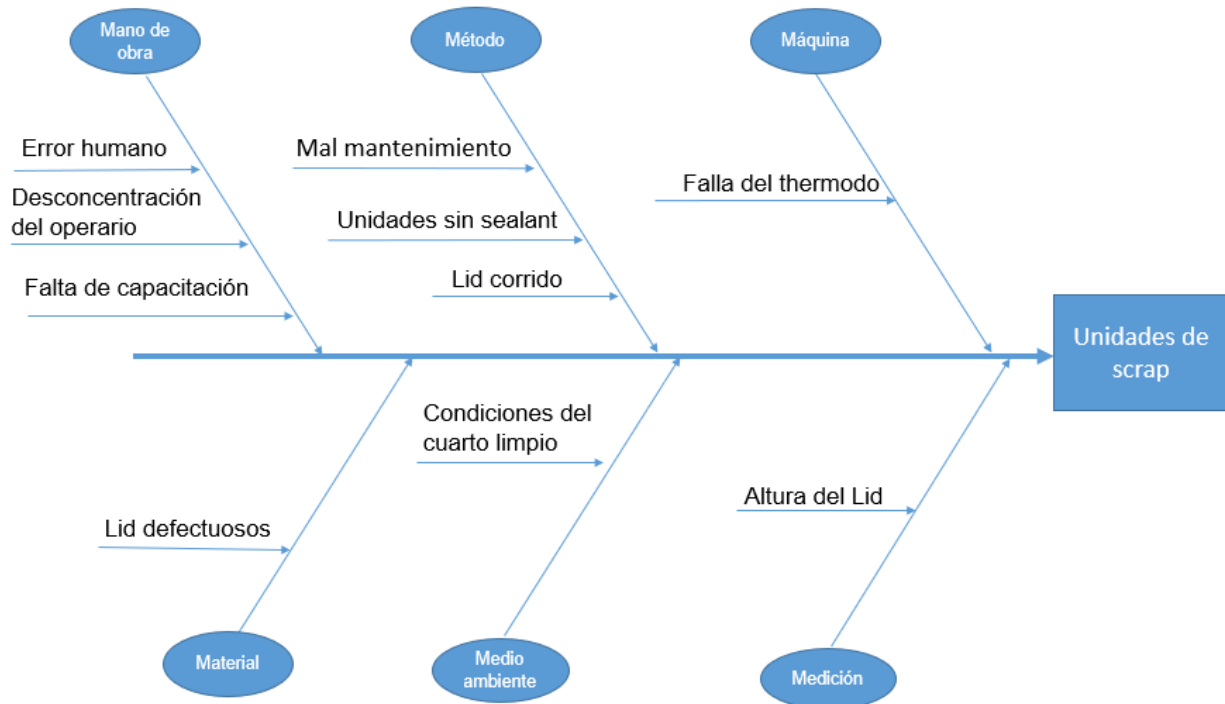 Mano de
obra
Método
Máquina
Error humano
Mal mantenimiento
Falla del thermodo
Desconcentración
del operario
Unidades sin sealant
Falta de capacitación
Lid corrido
Unidades de
scrap
Condiciones del
cuarto limpio
Lid defectuosos
Altura del Lid
Material
Medio
ambiente
Medición